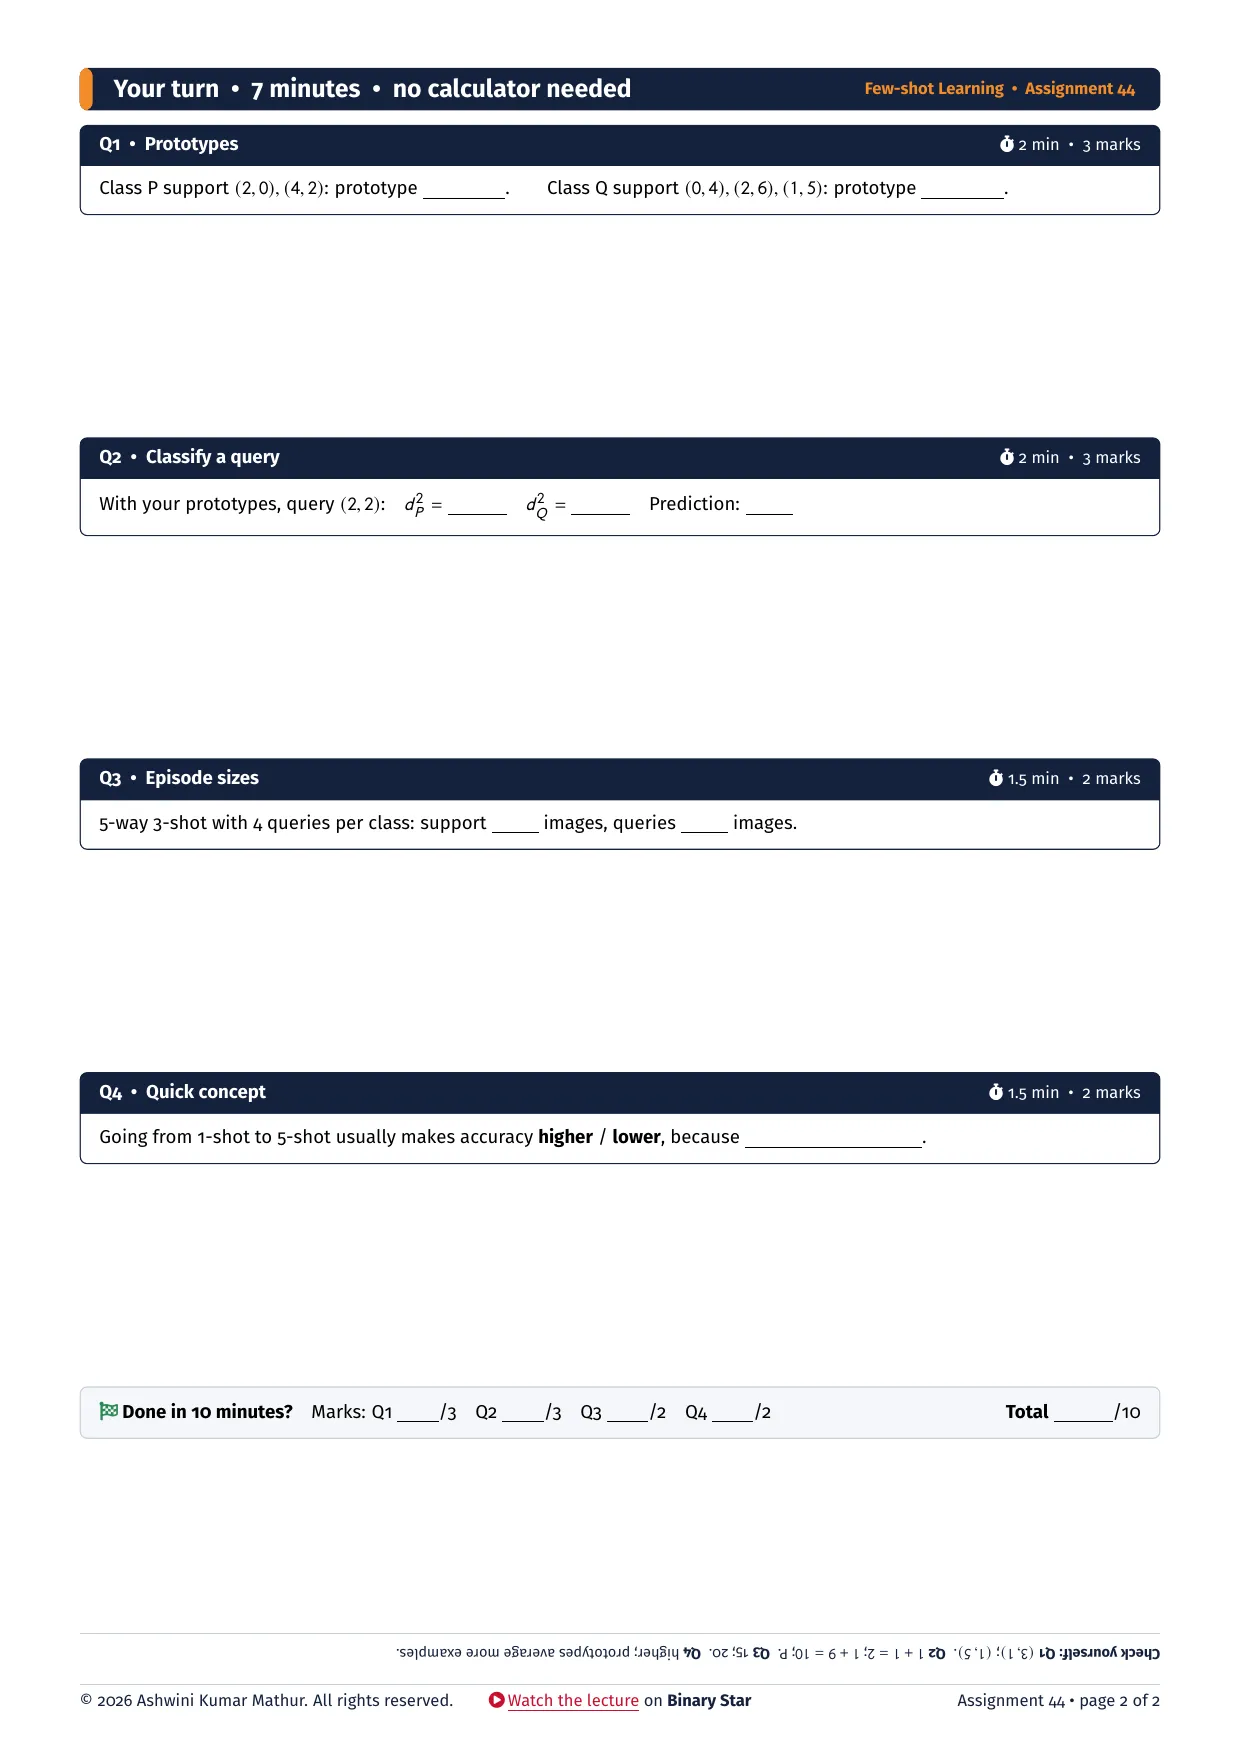 Your turn • 7 minutes • no calculator needed
Few-shot Learning • Assignment 44
Q1 • Prototypes
2 min • 3 marks
Class P support (2, 0), (4, 2): prototype ________. Class Q support (0, 4), (2, 6), (1, 5): prototype ________.
Q2 • Classify a query
2 min • 3 marks
With your prototypes, query (2, 2): d²_P = ______ d²_Q = ______ Prediction: _____
Q3 • Episode sizes
1.5 min • 2 marks
5-way 3-shot with 4 queries per class: support _____ images, queries _____ images.
Q4 • Quick concept
1.5 min • 2 marks
Going from 1-shot to 5-shot usually makes accuracy higher / lower, because __________________.
Done in 10 minutes? Marks: Q1 ____/3 Q2 ____/3 Q3 ____/2 Q4 ____/2
Total ______/10
Check yourself: Q1 (3, 1); (1, 5). Q2 1 + 1 = 2; 1 + 9 = 10; P. Q3 15; 20. Q4 higher; prototypes average more examples.
© 2026 Ashwini Kumar Mathur. All rights reserved.
Watch the lecture on Binary Star
Assignment 44 • page 2 of 2